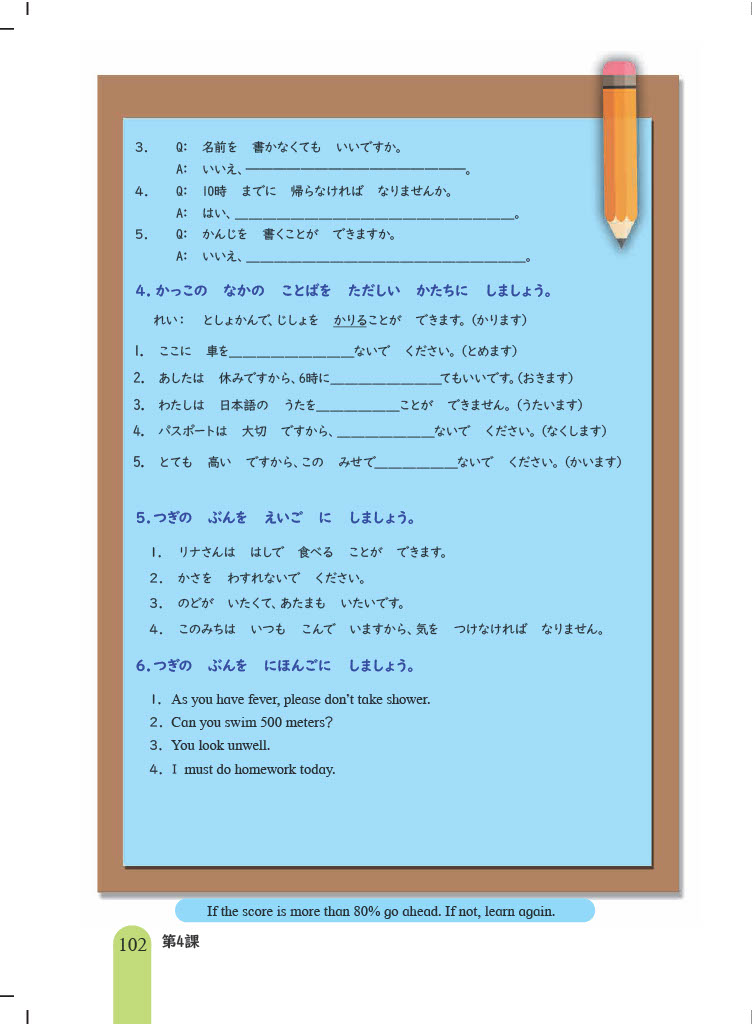 3. Q: 名前を 書かなくても いいですか。
A: いいえ、____________________。
4. Q: 10時 までに 帰らなければ なりませんか。
A: はい、____________________。
5. Q: かんじを 書くことが できますか。
A: いいえ、____________________。
4. かっこの なかの ことばを ただしい かたちに しましょう。
れい: としょかんで、じしょを かりることが できます。(かります)
1. ここに 車を__________ないで ください。(とめます)
2. あしたは 休みですから、6時に__________てもいいです。(おきます)
3. わたしは 日本語の うたを__________ことが できません。(うたいます)
4. パスポートは 大切 ですから、__________ないで ください。(なくします)
5. とても 高い ですから、この みせで__________ないで ください。(かいます)
5. つぎの ぶんを えいご に しましょう。
1. リナさんは はしで 食べる ことが できます。
2. かさを わすれないで ください。
3. のどが いたくて、あたまも いたいです。
4. このみちは いつも こんで いますから、気を つけなければ なりません。
6. つぎの ぶんを にほんごに しましょう。
1. As you have fever, please don't take shower.
2. Can you swim 500 meters?
3. You look unwell.
4. I must do homework today.
If the score is more than 80% go ahead. If not, learn again.
102 第4課